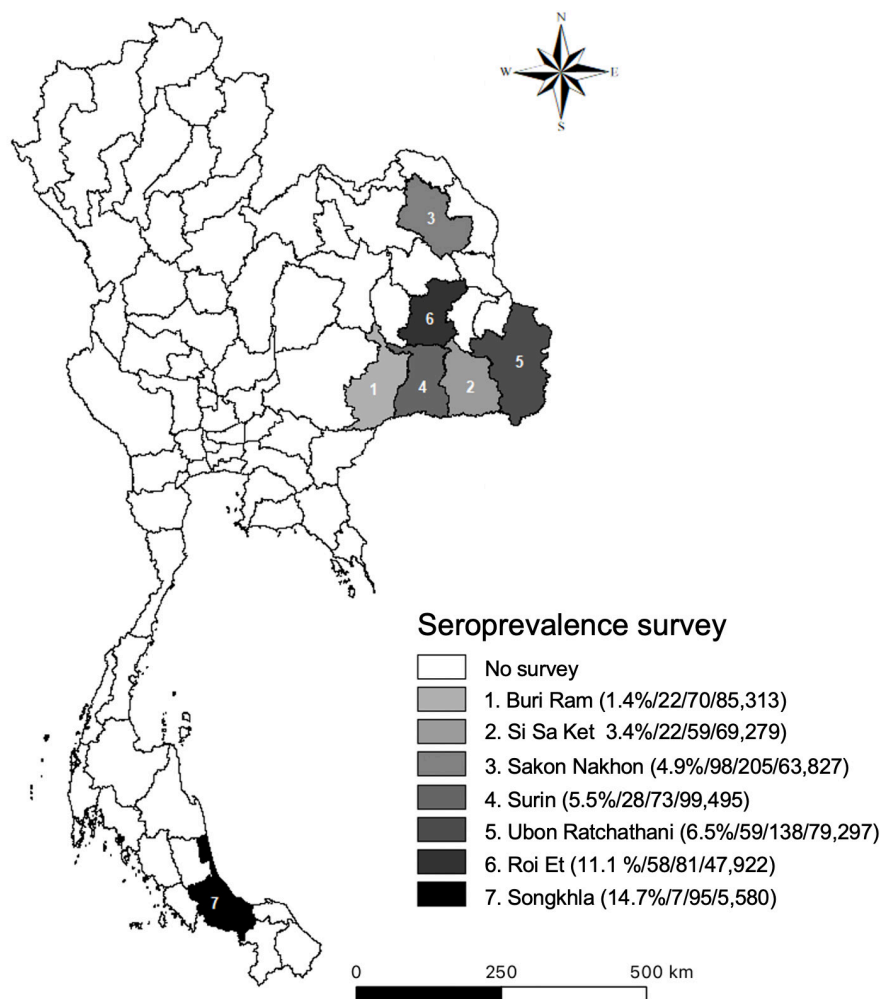 N
W E
S
3
6
5
1 4 2
7
Seroprevalence survey
No survey
1. Buri Ram (1.4%/22/70/85,313)
2. Si Sa Ket  3.4%/22/59/69,279)
3. Sakon Nakhon (4.9%/98/205/63,827)
4. Surin (5.5%/28/73/99,495)
5. Ubon Ratchathani (6.5%/59/138/79,297)
6. Roi Et (11.1 %/58/81/47,922)
7. Songkhla (14.7%/7/95/5,580)
0 250 500 km